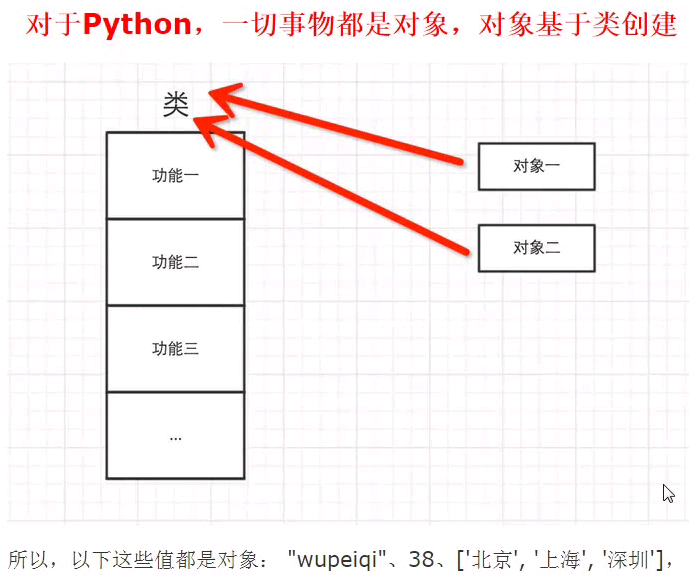 对于Python，一切事物都是对象，对象基于类创建
类
功能一
对象一
对象二
功能二
功能三
...
所以，以下这些值都是对象： "wupeiqi"、38、['北京', '上海', '深圳']，